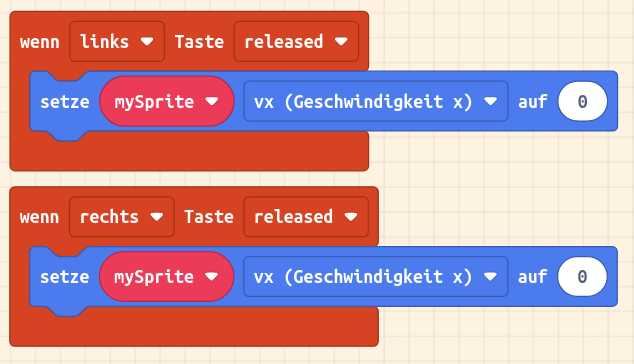 wenn links Taste released
setze mySprite vx (Geschwindigkeit x) auf 0
wenn rechts Taste released
setze mySprite vx (Geschwindigkeit x) auf 0